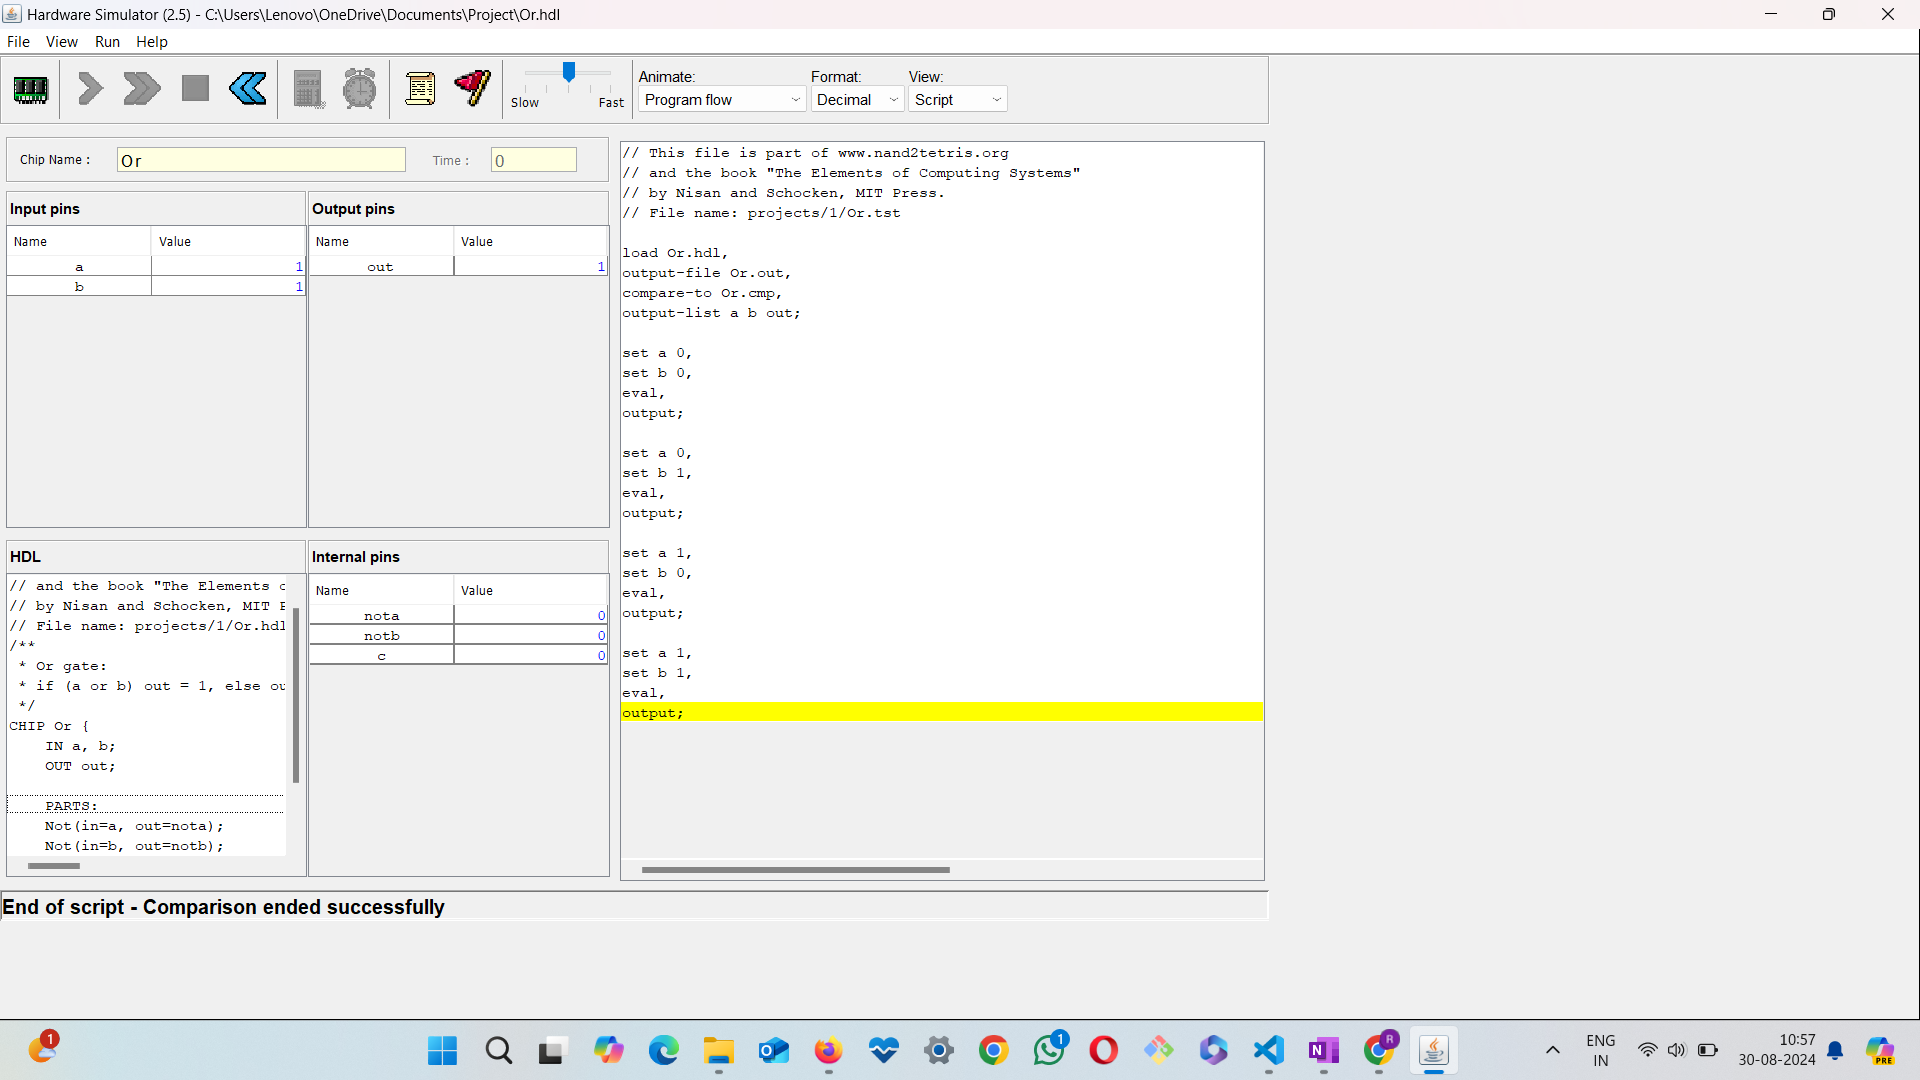 Hardware Simulator (2.5) - C:\Users\Lenovo\OneDrive\Documents\Project\Or.hdl
File View Run Help
Slow Fast
Animate: Format: View:
Program flow Decimal Script
Chip Name : Or Time : 0
Input pins
Name Value
a 1
b 1
Output pins
Name Value
out 1
HDL
// and the book "The Elements
// by Nisan and Schocken, MIT
// File name: projects/1/Or.hdl
/**
* Or gate:
* if (a or b) out = 1, else
*/
CHIP Or {
IN a, b;
OUT out;
PARTS:
Not(in=a, out=nota);
Not(in=b, out=notb);
Internal pins
Name Value
nota 0
notb 0
c 0
// This file is part of www.nand2tetris.org
// and the book "The Elements of Computing Systems"
// by Nisan and Schocken, MIT Press.
// File name: projects/1/Or.tst
load Or.hdl,
output-file Or.out,
compare-to Or.cmp,
output-list a b out;
set a 0,
set b 0,
eval,
output;
set a 0,
set b 1,
eval,
output;
set a 1,
set b 0,
eval,
output;
set a 1,
set b 1,
eval,
output;
End of script - Comparison ended successfully
1
1
R
N
ENG
IN
10:57
30-08-2024
PRE